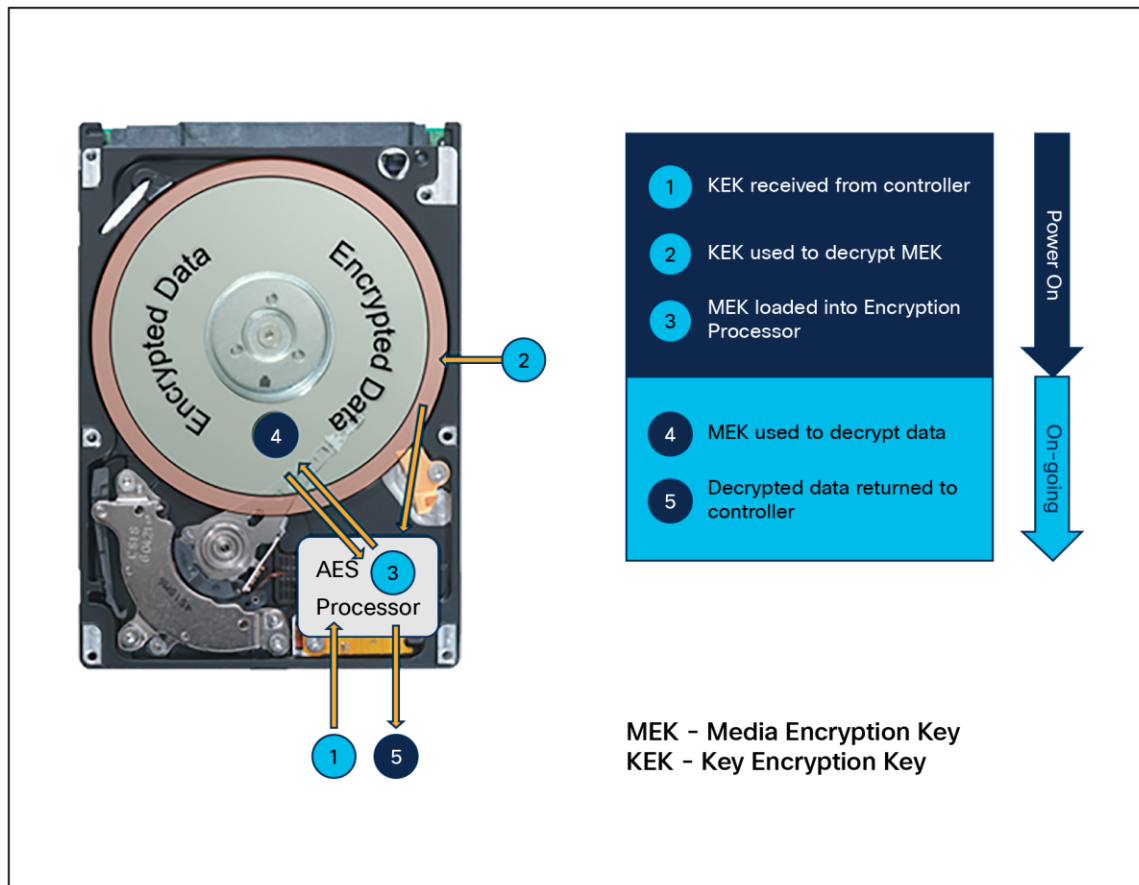 Encrypted Data
Encrypted Data
4
2
AES
3
Processor
1
5
1 KEK received from controller
2 KEK used to decrypt MEK
3 MEK loaded into Encryption
Processor
4 MEK used to decrypt data
5 Decrypted data returned to
controller
Power On
On-going
MEK - Media Encryption Key
KEK - Key Encryption Key